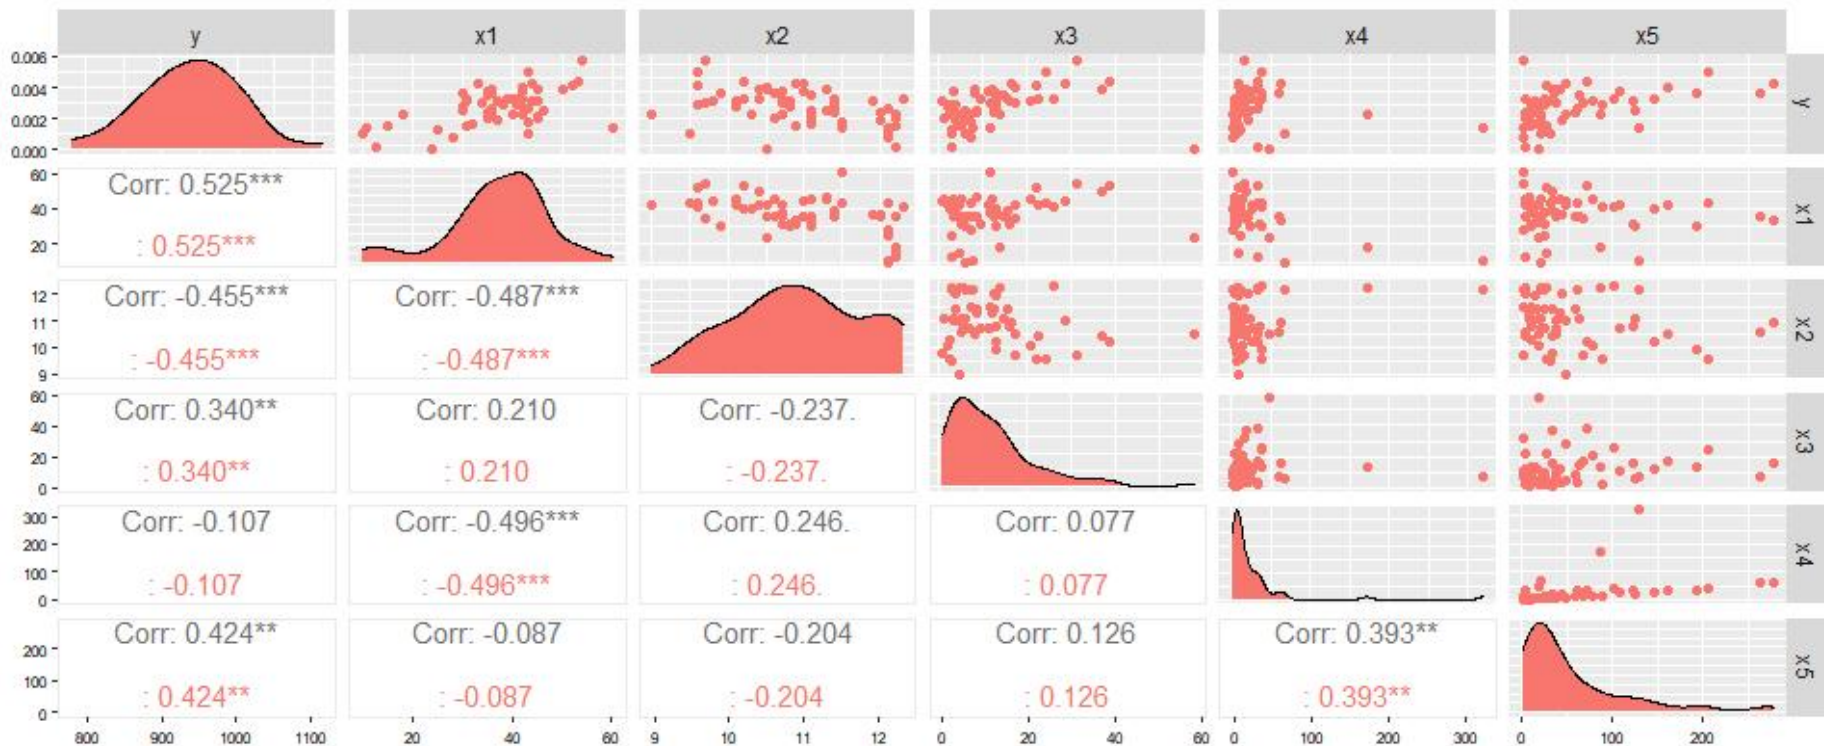 y x1 x2 x3 x4 x5
0.006
0.004
0.002
0.000
y
Corr: 0.525***
: 0.525***
60
40
20
x1
Corr: -0.455***
: -0.455***
Corr: -0.487***
: -0.487***
12
11
10
9
x2
Corr: 0.340**
: 0.340**
Corr: 0.210
: 0.210
Corr: -0.237.
: -0.237.
60
40
20
0
x3
Corr: -0.107
: -0.107
Corr: -0.496***
: -0.496***
Corr: 0.246.
: 0.246.
Corr: 0.077
: 0.077
300
200
100
0
x4
Corr: 0.424**
: 0.424**
Corr: -0.087
: -0.087
Corr: -0.204
: -0.204
Corr: 0.126
: 0.126
Corr: 0.393**
: 0.393**
200
100
0
x5
800 900 1000 1100 20 40 60 9 10 11 12 0 20 40 60 0 100 200 300 0 100 200